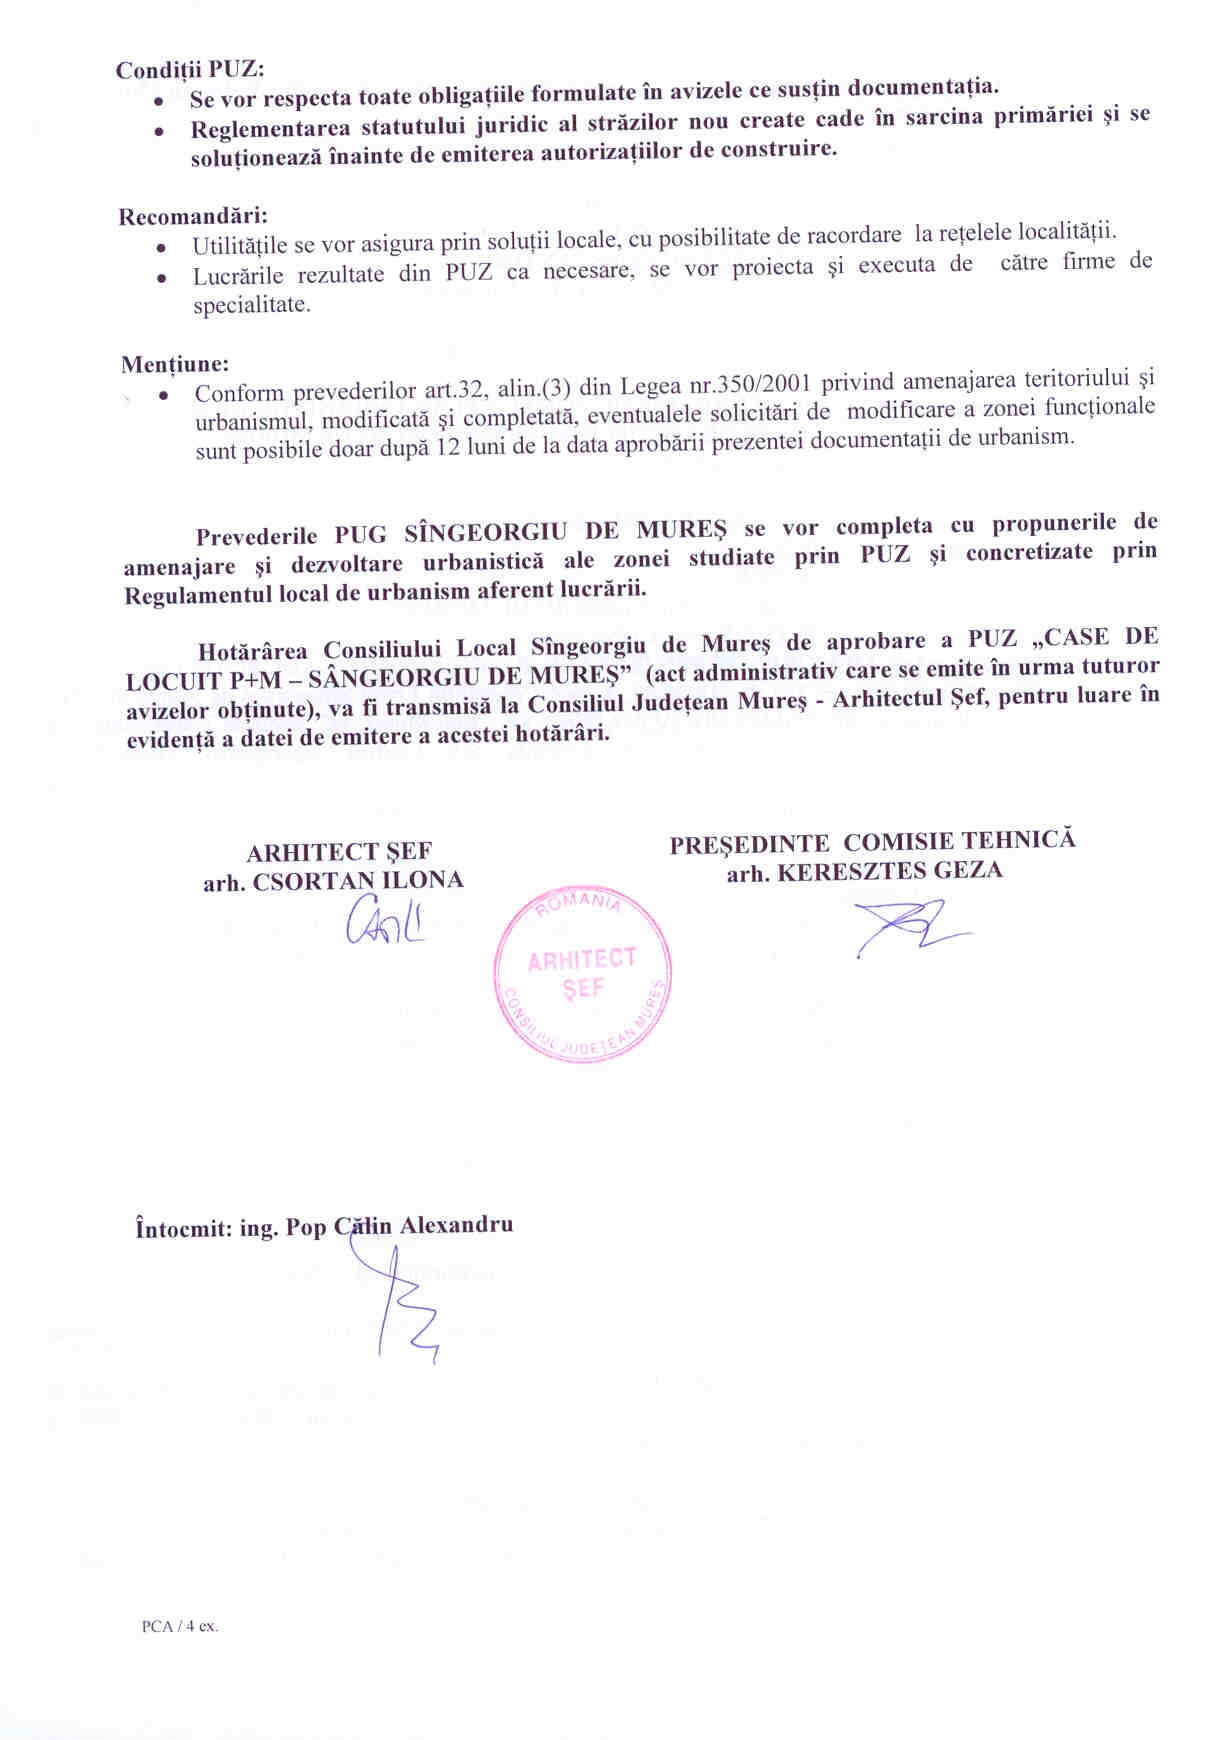 Condiții PUZ:
• Se vor respecta toate obligațiile formulate în avizele ce susțin documentația.
• Reglementarea statutului juridic al străzilor nou create cade în sarcina primăriei și se
soluționează înainte de emiterea autorizațiilor de construire.
Recomandări:
• Utilitățile se vor asigura prin soluții locale, cu posibilitate de racordare la rețelele localității.
• Lucrările rezultate din PUZ ca necesare, se vor proiecta și executa de către firme de
specialitate.
Mențiune:
• Conform prevederilor art.32, alin.(3) din Legea nr.350/2001 privind amenajarea teritoriului și
urbanismul, modificată și completată, eventualele solicitări de modificare a zonei funcționale
sunt posibile doar după 12 luni de la data aprobării prezentei documentații de urbanism.
Prevederile PUG SÎNGEORGIU DE MUREȘ se vor completa cu propunerile de
amenajare și dezvoltare urbanistică ale zonei studiate prin PUZ și concretizate prin
Regulamentul local de urbanism aferent lucrării.
Hotărârea Consiliului Local Sîngeorgiu de Mureș de aprobare a PUZ „CASE DE
LOCUIT P+M – SÂNGEORGIU DE MUREȘ” (act administrativ care se emite în urma tuturor
avizelor obținute), va fi transmisă la Consiliul Județean Mureș - Arhitectul Șef, pentru luare în
evidență a datei de emitere a acestei hotărâri.
ARHITECT ȘEF
arh. CSORTAN ILONA
PREȘEDINTE COMISIE TEHNICĂ
arh. KERESZTES GEZA
ROMANIA
ARHITECT
ȘEF
CONSILIUL JUDEȚEAN MUREȘ
Întocmit: ing. Pop Călin Alexandru
PCA / 4 ex.